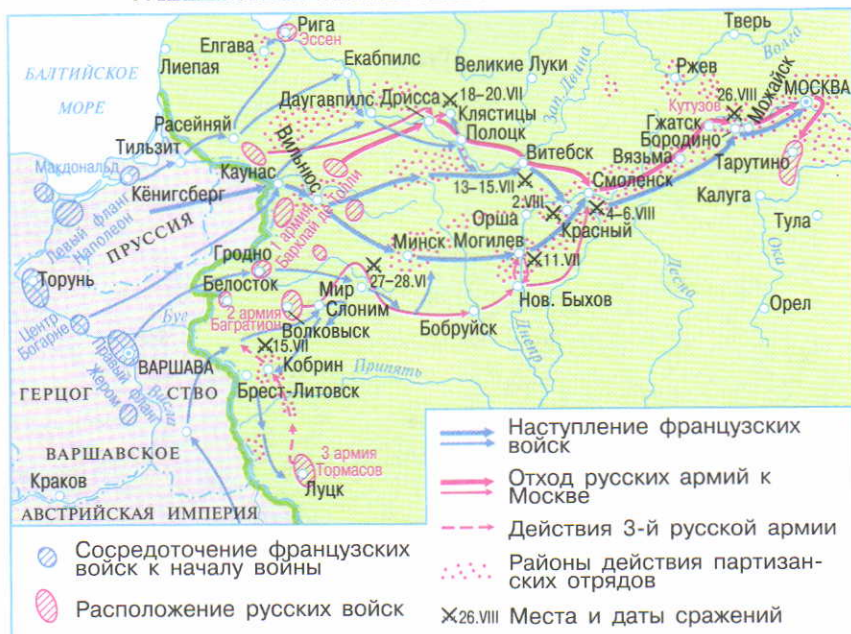 Рига
Эссен
Елгава
Лиепая
Екабпилс
БАЛТИЙСКОЕ
МОРЕ
Великие Луки
Зап. Двина
Тверь
Ржев
Волга
26.VIII
Кутузов
Можайск
МОСКВА
Даугавпилс
Дрисса
18–20.VII
Клястицы
Полоцк
Расейняй
Тильзит
Вильнюс
Гжатск
Бородино
Вязьма
Тарутино
Макдональд
Каунас
Витебск
Смоленск
13–15.VII
2.VIII
4–6.VIII
Калуга
Кёнигсберг
Левый фланг
Наполеон
ПРУССИЯ
1 армия
Барклай де Толли
Орша
Красный
Тула
Гродно
Минск
Могилев
11.VII
Десна
Ока
Торунь
Белосток
Мир
27–28.VI
Слоним
Нов. Быхов
Орел
Центр
Богарне
Буг
2 армия
Багратион
Волковыск
Бобруйск
Днепр
Правый фланг
Жером
ВАРШАВА
15.VII
Кобрин
Припять
ГЕРЦОГСТВО
Висла
Брест-Литовск
ВАРШАВСКОЕ
3 армия
Тормасов
Луцк
Краков
АВСТРИЙСКАЯ ИМПЕРИЯ
Наступление французских
войск
Отход русских армий к
Москве
Действия 3-й русской армии
Районы действия партизан-
ских отрядов
26.VIII Места и даты сражений
Сосредоточение французских
войск к началу войны
Расположение русских войск